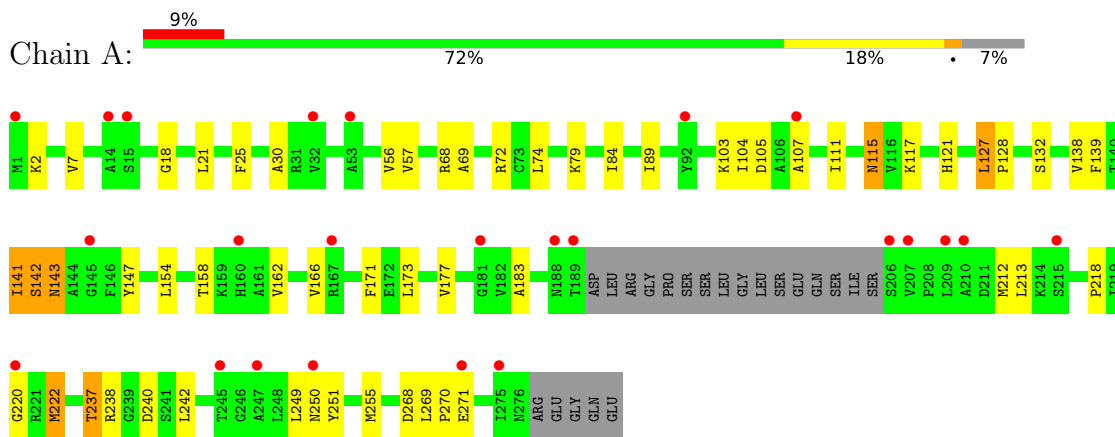 9%
Chain A:
72% 18% • 7%
M1 K2 V7 A14 S15 G18 L21 F25 A30 R31 V32 A53 V56 V57 R68 A69 R72 C73 L74 K79 I84 I89 Y92 K103 I104 D105 A106 A107 I111 N115 V116 K117 H121 L127 P128 S132 V138 F139 T140
I141 S142 N143 A144 G145 F146 Y147 L154 T158 K159 H160 A161 V162 V166 R167 F171 E172 L173 V177 G181 V182 A183 N188 T189 ASP LEU ARG GLY PRO SER SER LEU GLY LEU SER GLU GLN SER ILE SER S206 V207 P208 L209 A210 D211 M212 L213 K214 S215 P218 I219
G220 R221 M222 T237 R238 G239 D240 S241 L242 T245 G246 A247 L248 L249 N250 Y251 M255 D268 L269 P270 E271 I275 N276 ARG GLU GLY GLN GLU